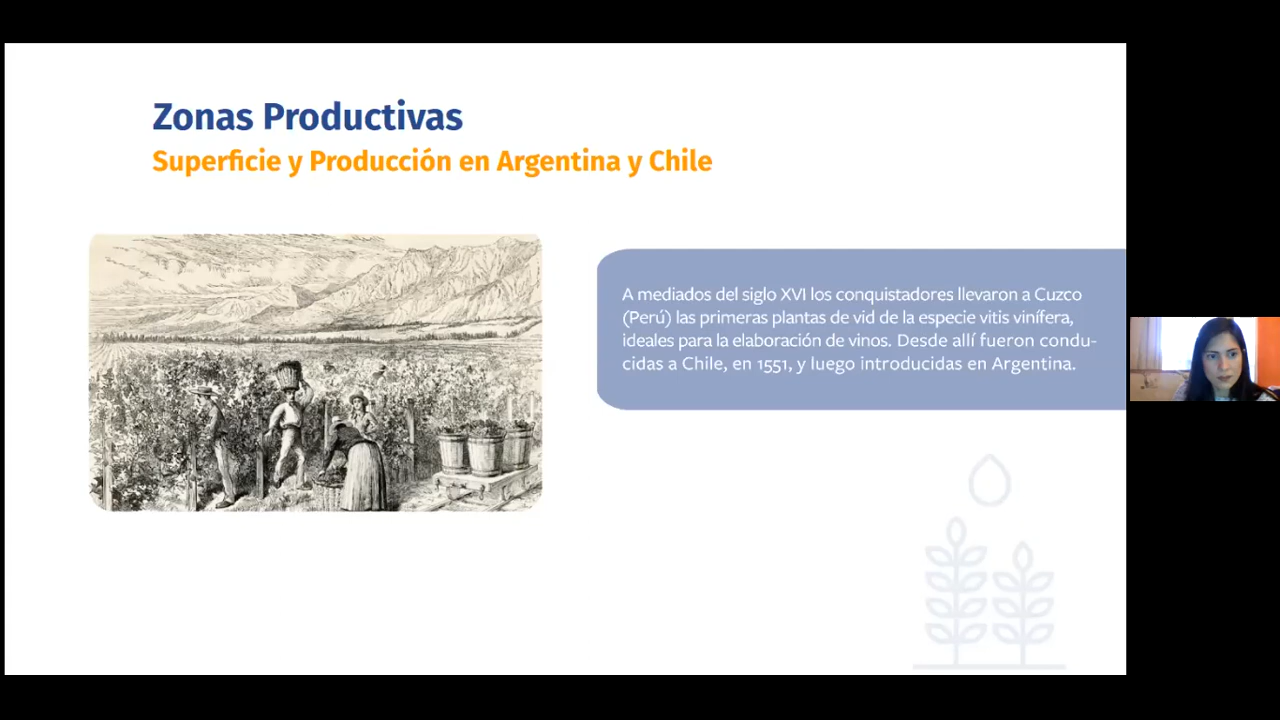 Zonas Productivas
Superficie y Producción en Argentina y Chile
A mediados del siglo XVI los conquistadores llevaron a Cuzco
(Perú) las primeras plantas de vid de la especie vitis vinífera,
ideales para la elaboración de vinos. Desde allí fueron condu-
cidas a Chile, en 1551, y luego introducidas en Argentina.